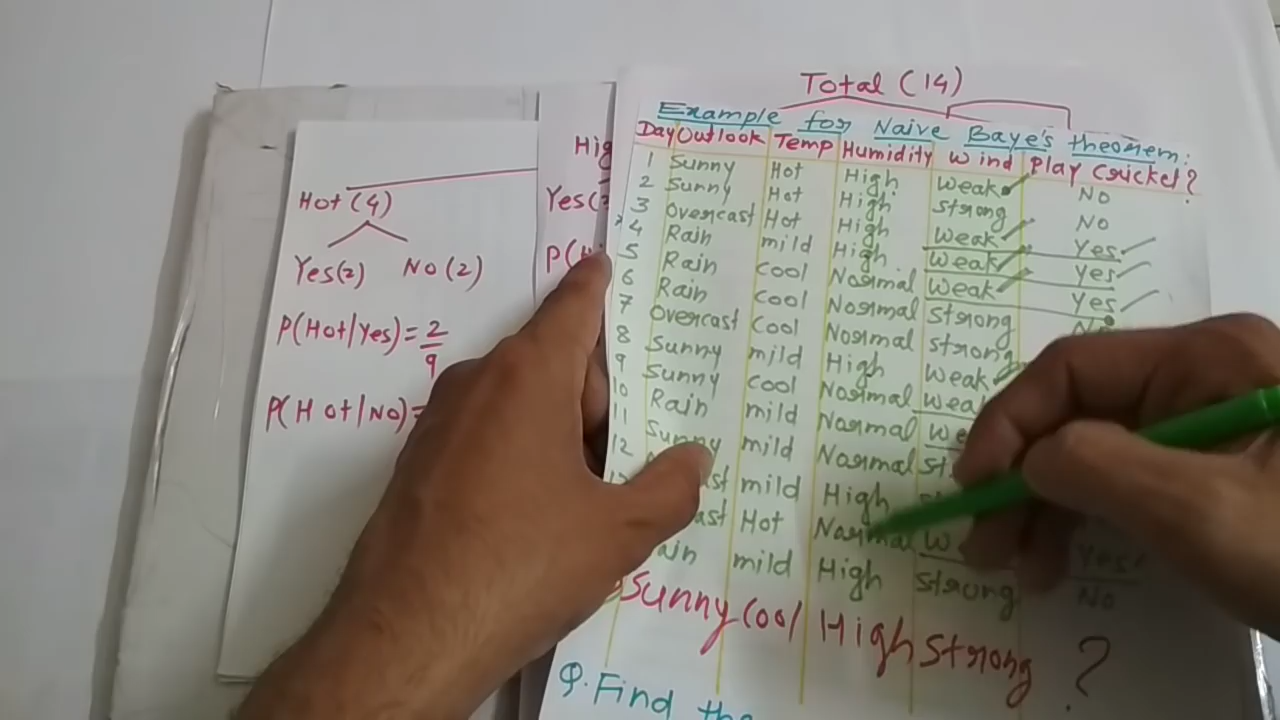 Total (14)
Example for Naive Baye's theorem:
Day Outlook Temp Humidity Wind Play Cricket?
1 Sunny Hot High Weak NO
2 Sunny Hot High Strong NO
3 Overcast Hot High Weak Yes
4 Rain mild High Weak Yes
5 Rain Cool Normal Weak Yes
6 Rain Cool Normal Strong
7 Overcast Cool Normal Strong
8 Sunny mild High Weak
9 Sunny Cool Normal Weak
10 Rain mild Normal
11 Sunny mild Normal
12 mild High
Hot Normal Yes
mild High Strong NO
Sunny Cool High Strong ?
Q. Find the
Hot (4)
Yes(2) NO (2)
P(Hot/Yes)=2/9
P(Hot/NO)=
Yes(